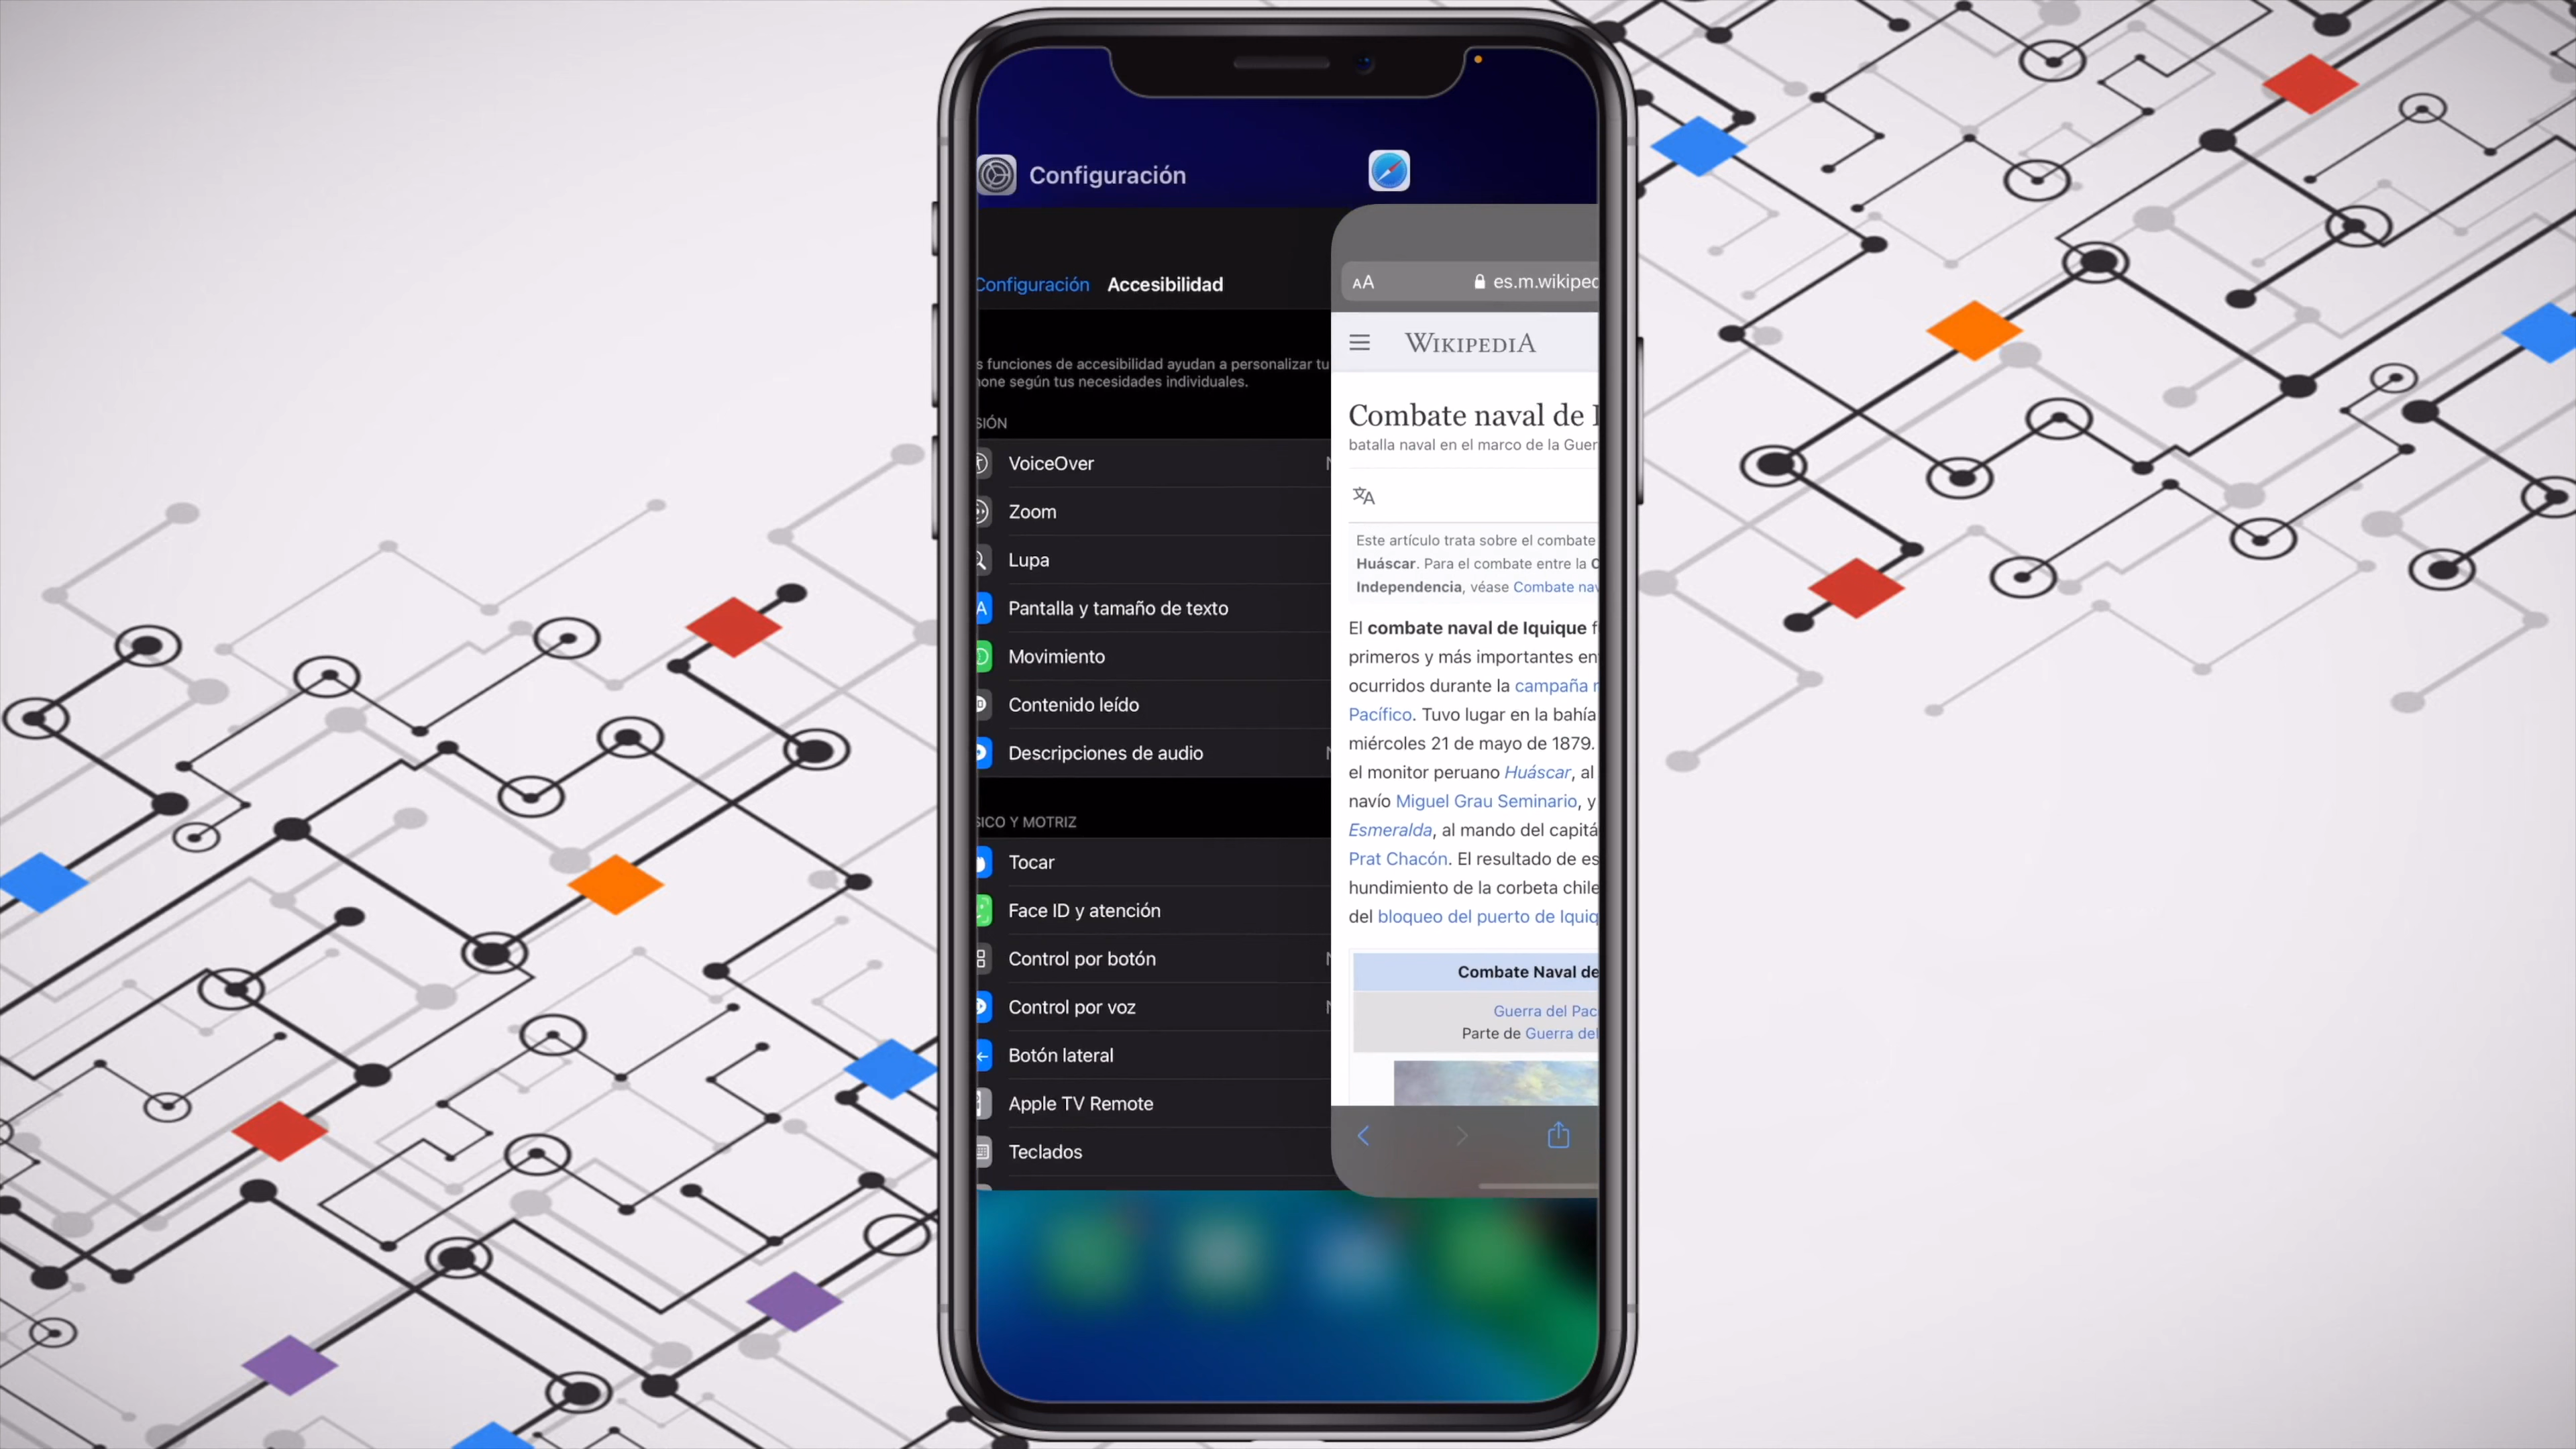 Configuración
Configuración Accesibilidad
funciones de accesibilidad ayudan a personalizar tu
según tus necesidades individuales.
VoiceOver
Zoom
Lupa
Pantalla y tamaño de texto
Movimiento
Contenido leído
Descripciones de audio
Y MOTRIZ
Tocar
Face ID y atención
Control por botón
Control por voz
Botón lateral
Apple TV Remote
Teclados
AA es.m.wikiped
WIKIPEDIA
Combate naval de I
batalla naval en el marco de la Guer
Este artículo trata sobre el combate
Huáscar. Para el combate entre la
Independencia, véase Combate nav
El combate naval de Iquique f
primeros y más importantes en
ocurridos durante la campaña
Pacífico. Tuvo lugar en la bahía
miércoles 21 de mayo de 1879.
el monitor peruano Huáscar, al
navío Miguel Grau Seminario, y
Esmeralda, al mando del capitá
Prat Chacón. El resultado de es
hundimiento de la corbeta chile
del bloqueo del puerto de Iquiq
Combate Naval de
Guerra del Pac
Parte de Guerra del